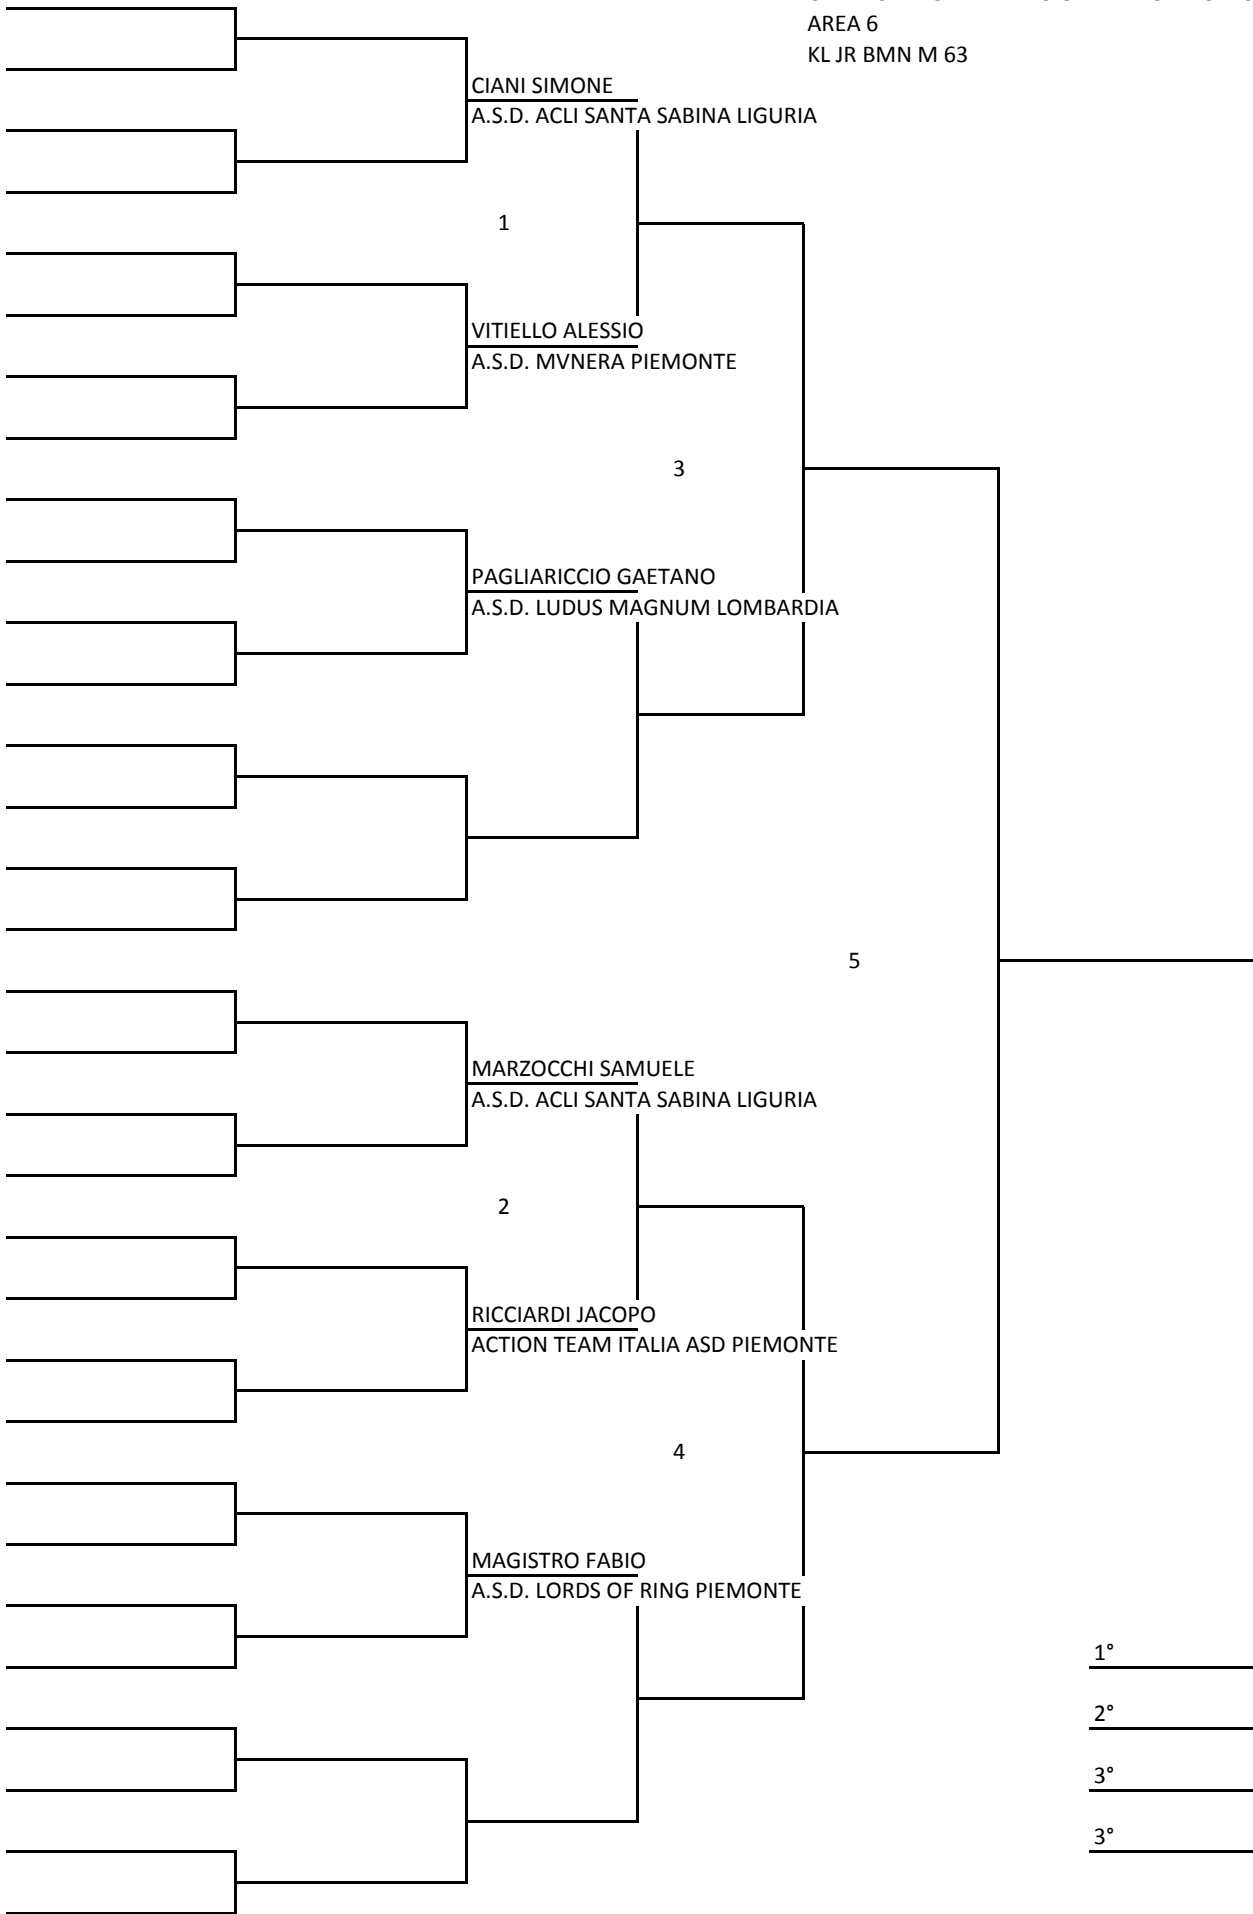 AREA 6
KL JR BMN M 63
CIANI SIMONE
A.S.D. ACLI SANTA SABINA LIGURIA
1
VITIELLO ALESSIO
A.S.D. MVNERA PIEMONTE
3
PAGLIARICCIO GAETANO
A.S.D. LUDUS MAGNUM LOMBARDIA
5
MARZOCCHI SAMUELE
A.S.D. ACLI SANTA SABINA LIGURIA
2
RICCIARDI JACOPO
ACTION TEAM ITALIA ASD PIEMONTE
4
MAGISTRO FABIO
A.S.D. LORDS OF RING PIEMONTE
1°
2°
3°
3°